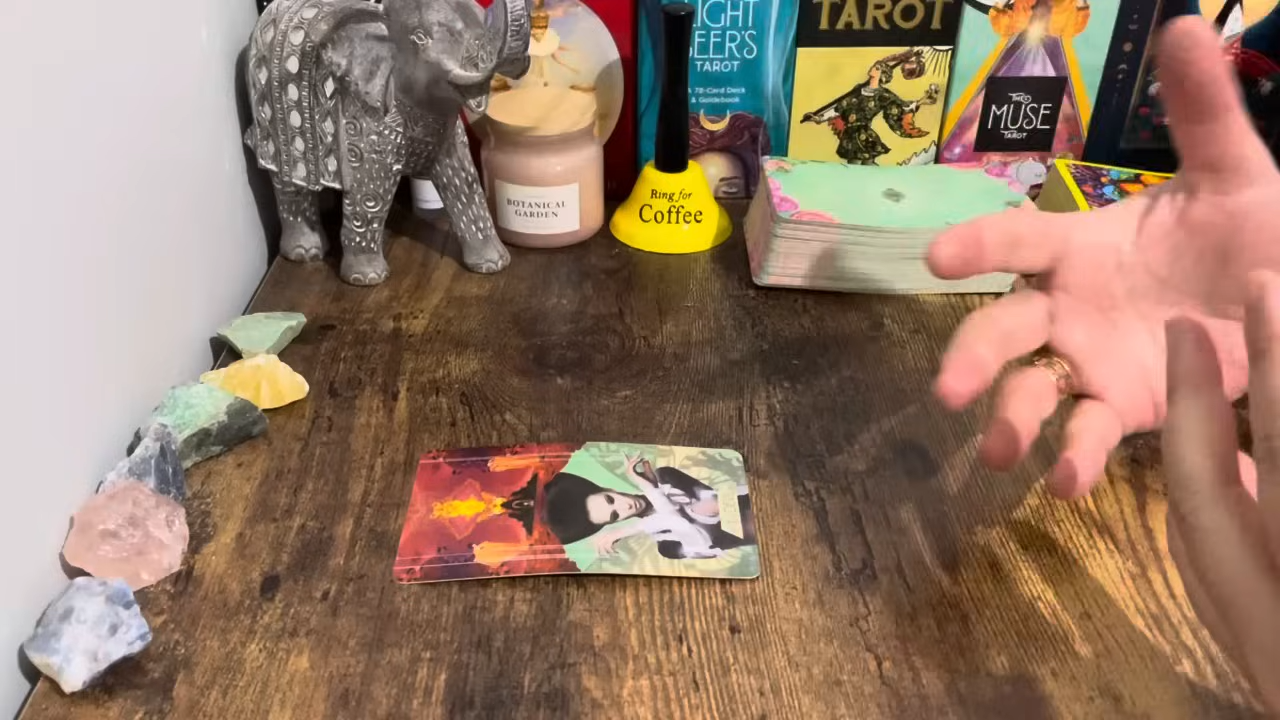 IGHT
EER'S
TAROT
A 78-Card Deck
& Guidebook
TAROT
THE
MUSE
TAROT
BOTANICAL
GARDEN
Ring for
Coffee